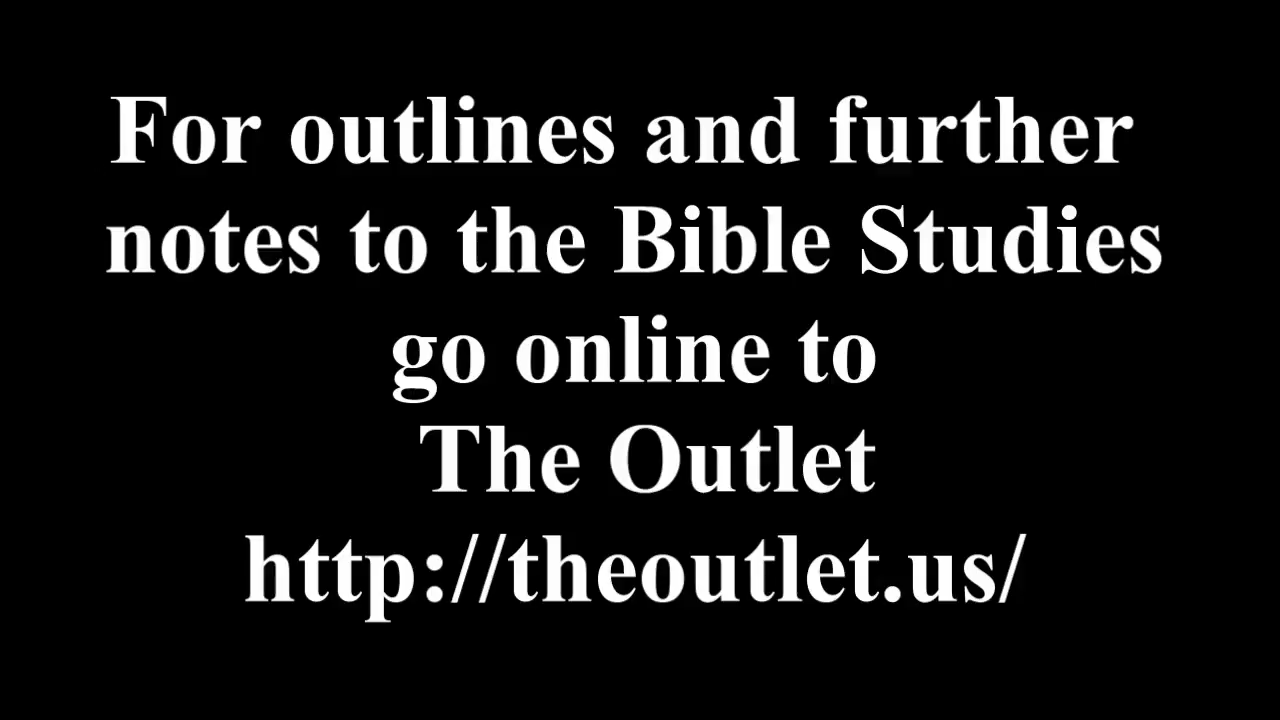 For outlines and further
notes to the Bible Studies
go online to
The Outlet
http://theoutlet.us/